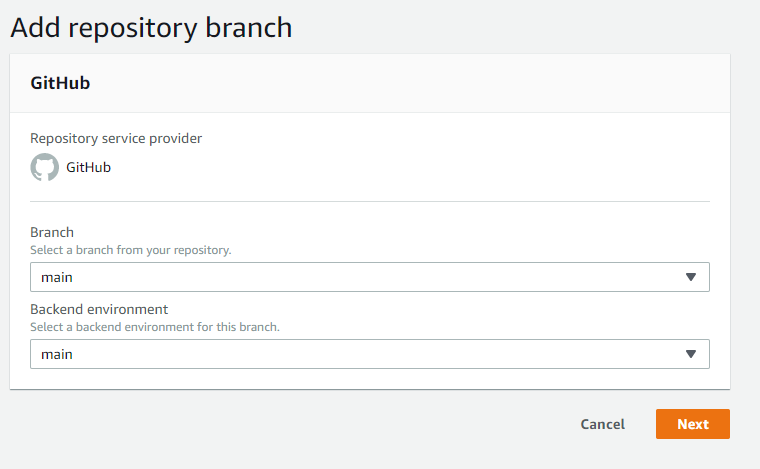 Add repository branch
GitHub
Repository service provider
GitHub
Branch
Select a branch from your repository.
main
Backend environment
Select a backend environment for this branch.
main
Cancel
Next